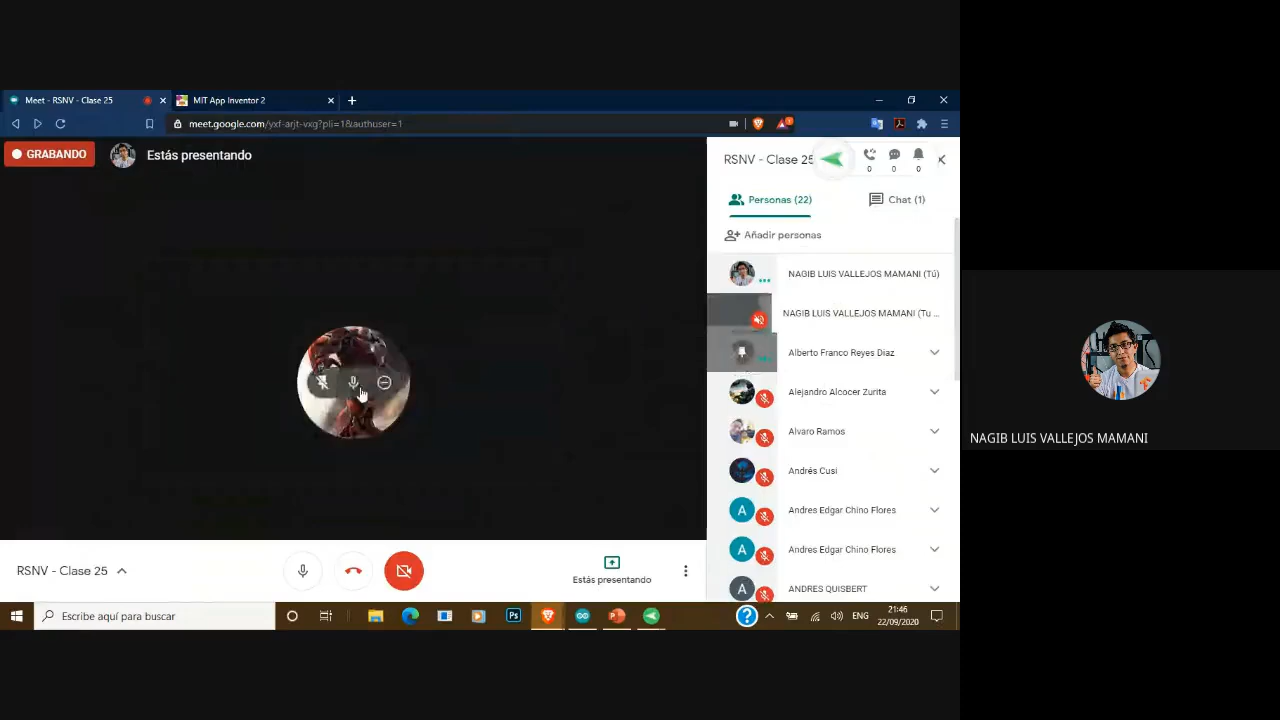 Meet - RSNV - Clase 25
MIT App Inventor 2
meet.google.com/yxf-arjt-vxg?pli=1&authuser=1
GRABANDO
Estás presentando
RSNV - Clase 25
0
0
0
Personas (22)
Chat (1)
Añadir personas
NAGIB LUIS VALLEJOS MAMANI (Tú)
NAGIB LUIS VALLEJOS MAMANI (Tu ...
Alberto Franco Reyes Diaz
Alejandro Alcocer Zurita
Alvaro Ramos
Andrés Cusi
A
Andres Edgar Chino Flores
A
Andres Edgar Chino Flores
A
ANDRES QUISBERT
RSNV - Clase 25
Estás presentando
Escribe aquí para buscar
Ps
ENG
21:46
22/09/2020
NAGIB LUIS VALLEJOS MAMANI